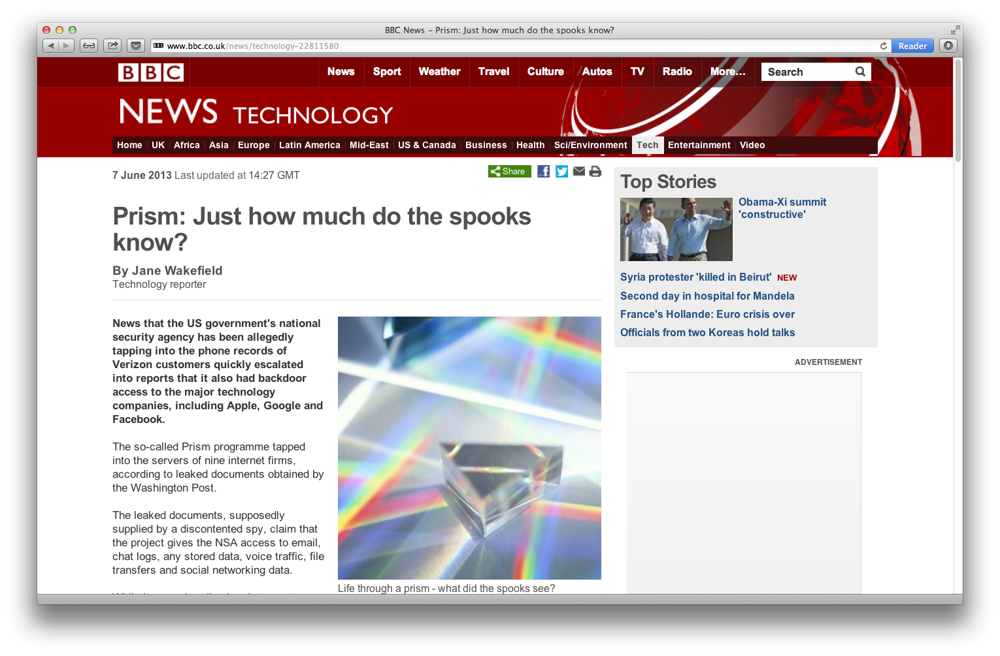 BBC News – Prism: Just how much do the spooks know?
BBC www.bbc.co.uk/news/technology-22811580 Reader
BBC News Sport Weather Travel Culture Autos TV Radio More... Search
NEWS TECHNOLOGY
Home UK Africa Asia Europe Latin America Mid-East US & Canada Business Health Sci/Environment Tech Entertainment Video
7 June 2013 Last updated at 14:27 GMT
Share
Prism: Just how much do the spooks
know?
By Jane Wakefield
Technology reporter
News that the US government's national
security agency has been allegedly
tapping into the phone records of
Verizon customers quickly escalated
into reports that it also had backdoor
access to the major technology
companies, including Apple, Google and
Facebook.
The so-called Prism programme tapped
into the servers of nine internet firms,
according to leaked documents obtained by
the Washington Post.
The leaked documents, supposedly
supplied by a discontented spy, claim that
the project gives the NSA access to email,
chat logs, any stored data, voice traffic, file
transfers and social networking data.
Life through a prism - what did the spooks see?
Top Stories
Obama-Xi summit
'constructive'
Syria protester 'killed in Beirut' NEW
Second day in hospital for Mandela
France's Hollande: Euro crisis over
Officials from two Koreas hold talks
ADVERTISEMENT